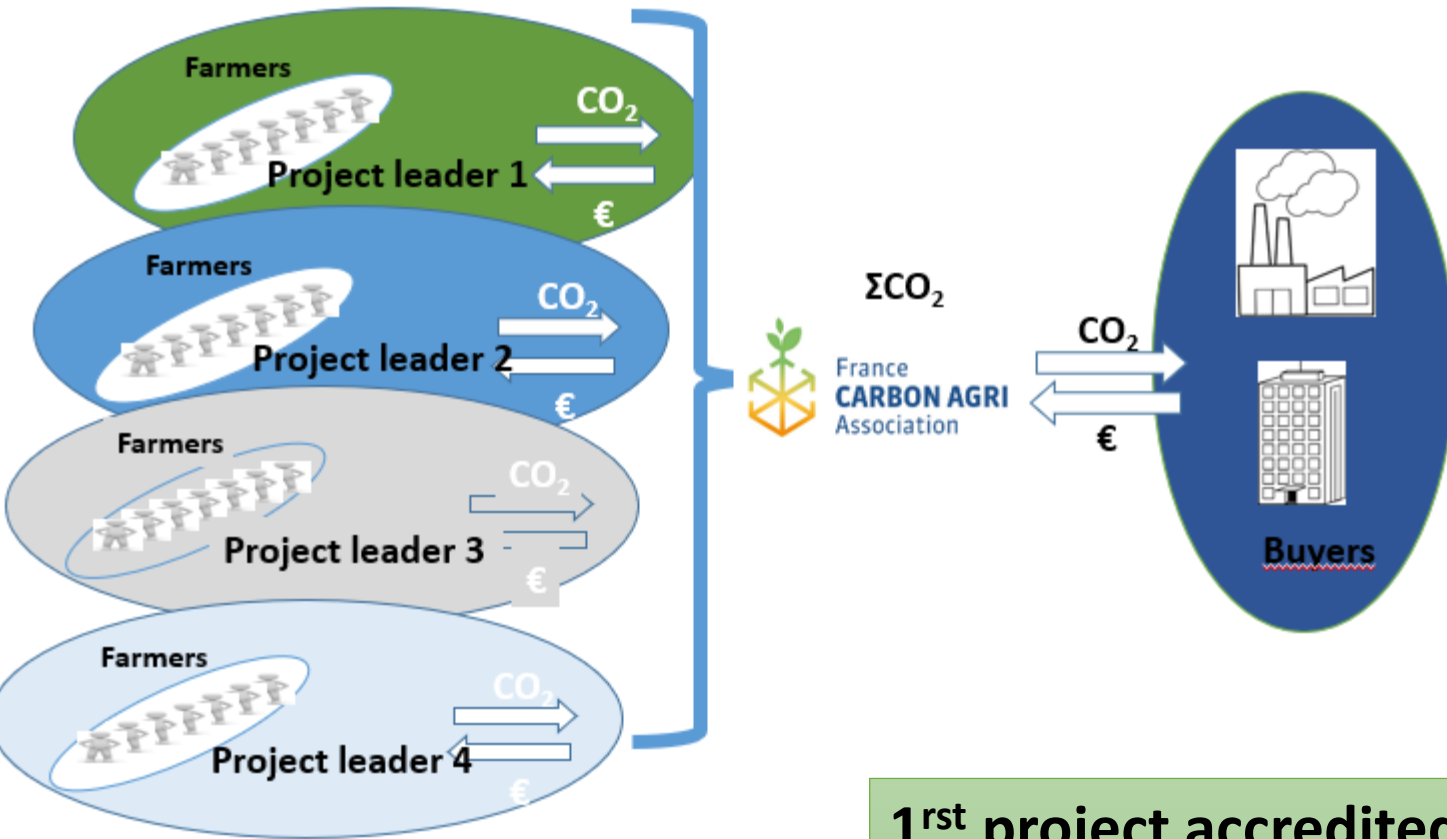 Farmers
CO₂
Project leader 1
€
Farmers
CO₂
Project leader 2
€
Farmers
CO₂
Project leader 3
€
Farmers
CO₂
Project leader 4
€
ΣCO₂
France
CARBON AGRI
Association
CO₂
€
Buyers
1rst project accredited